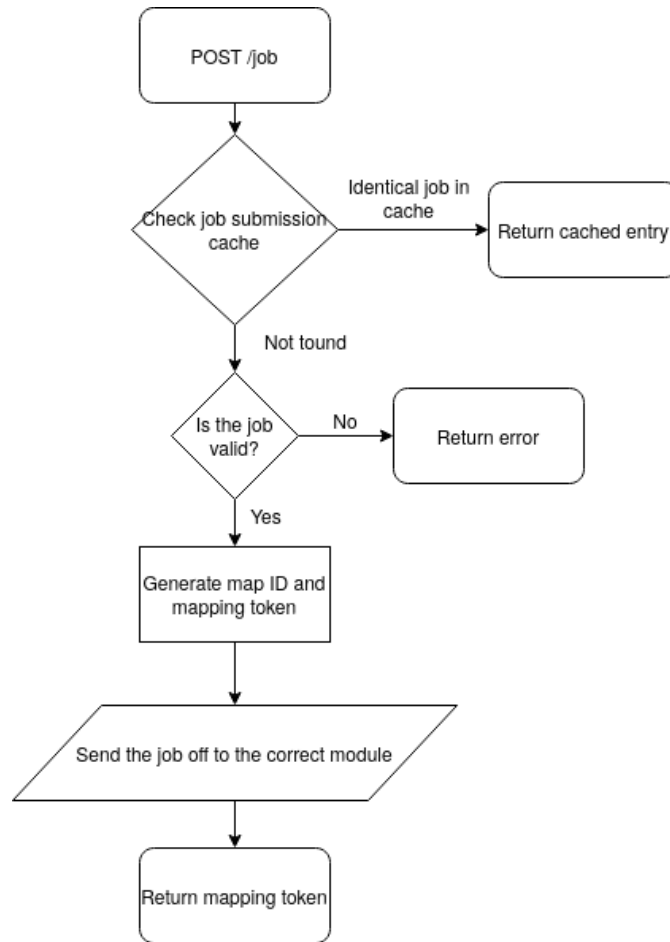 POST /job
Check job submission
cache
Identical job in
cache
Return cached entry
Not tound
Is the job
valid?
No
Return error
Yes
Generate map ID and
mapping token
Send the job off to the correct module
Return mapping token